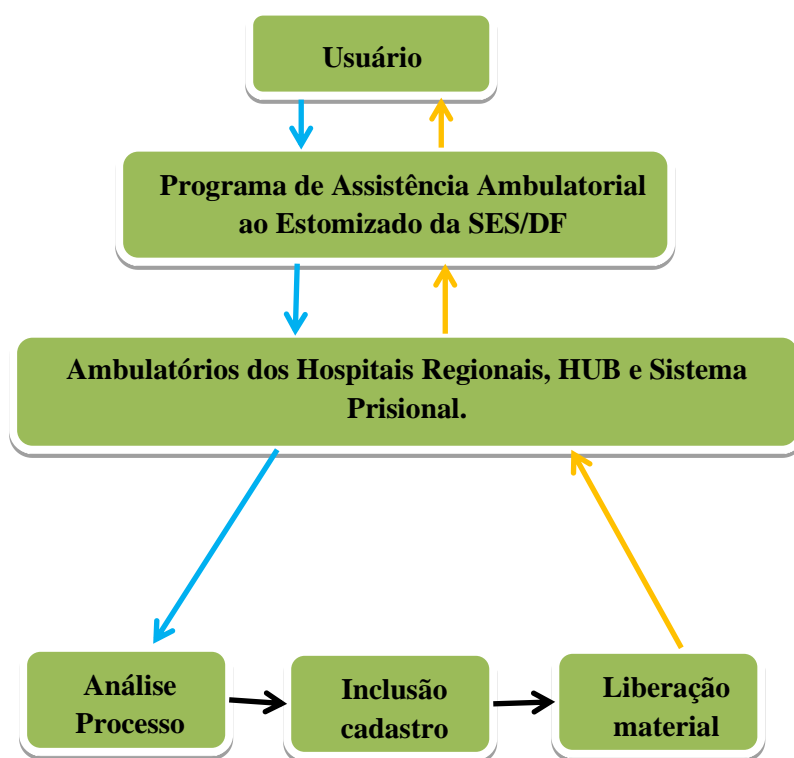 Usuário
Programa de Assistência Ambulatorial
ao Estomizado da SES/DF
Ambulatórios dos Hospitais Regionais, HUB e Sistema
Prisional.
Análise
Processo
Inclusão
cadastro
Liberação
material